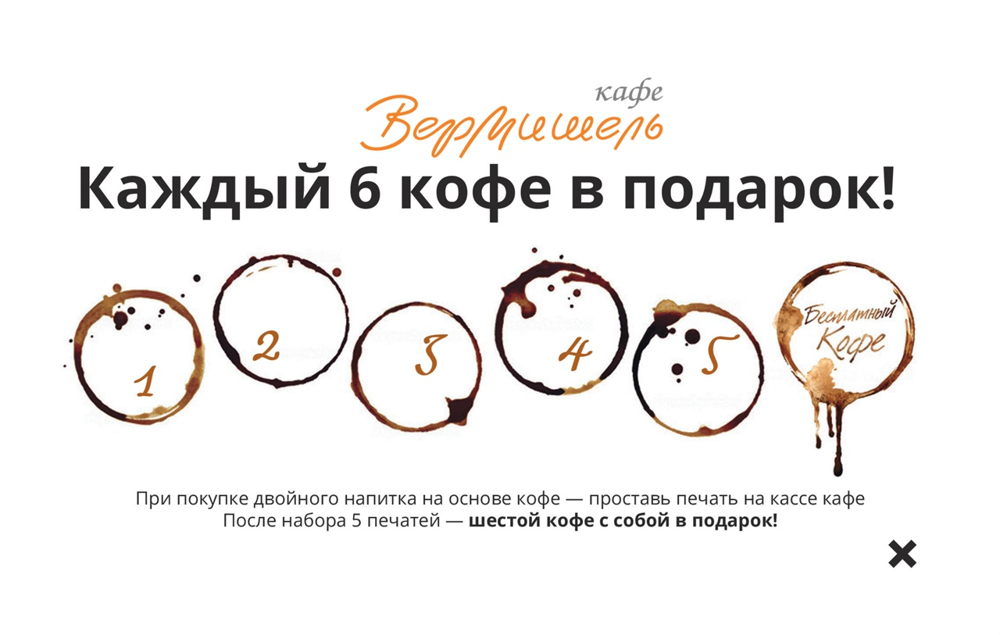 кафе
Вермишель
Каждый 6 кофе в подарок!
1
2
3
4
5
Бесплатный
Кофе
При покупке двойного напитка на основе кофе — проставь печать на кассе кафе
После набора 5 печатей — шестой кофе с собой в подарок!